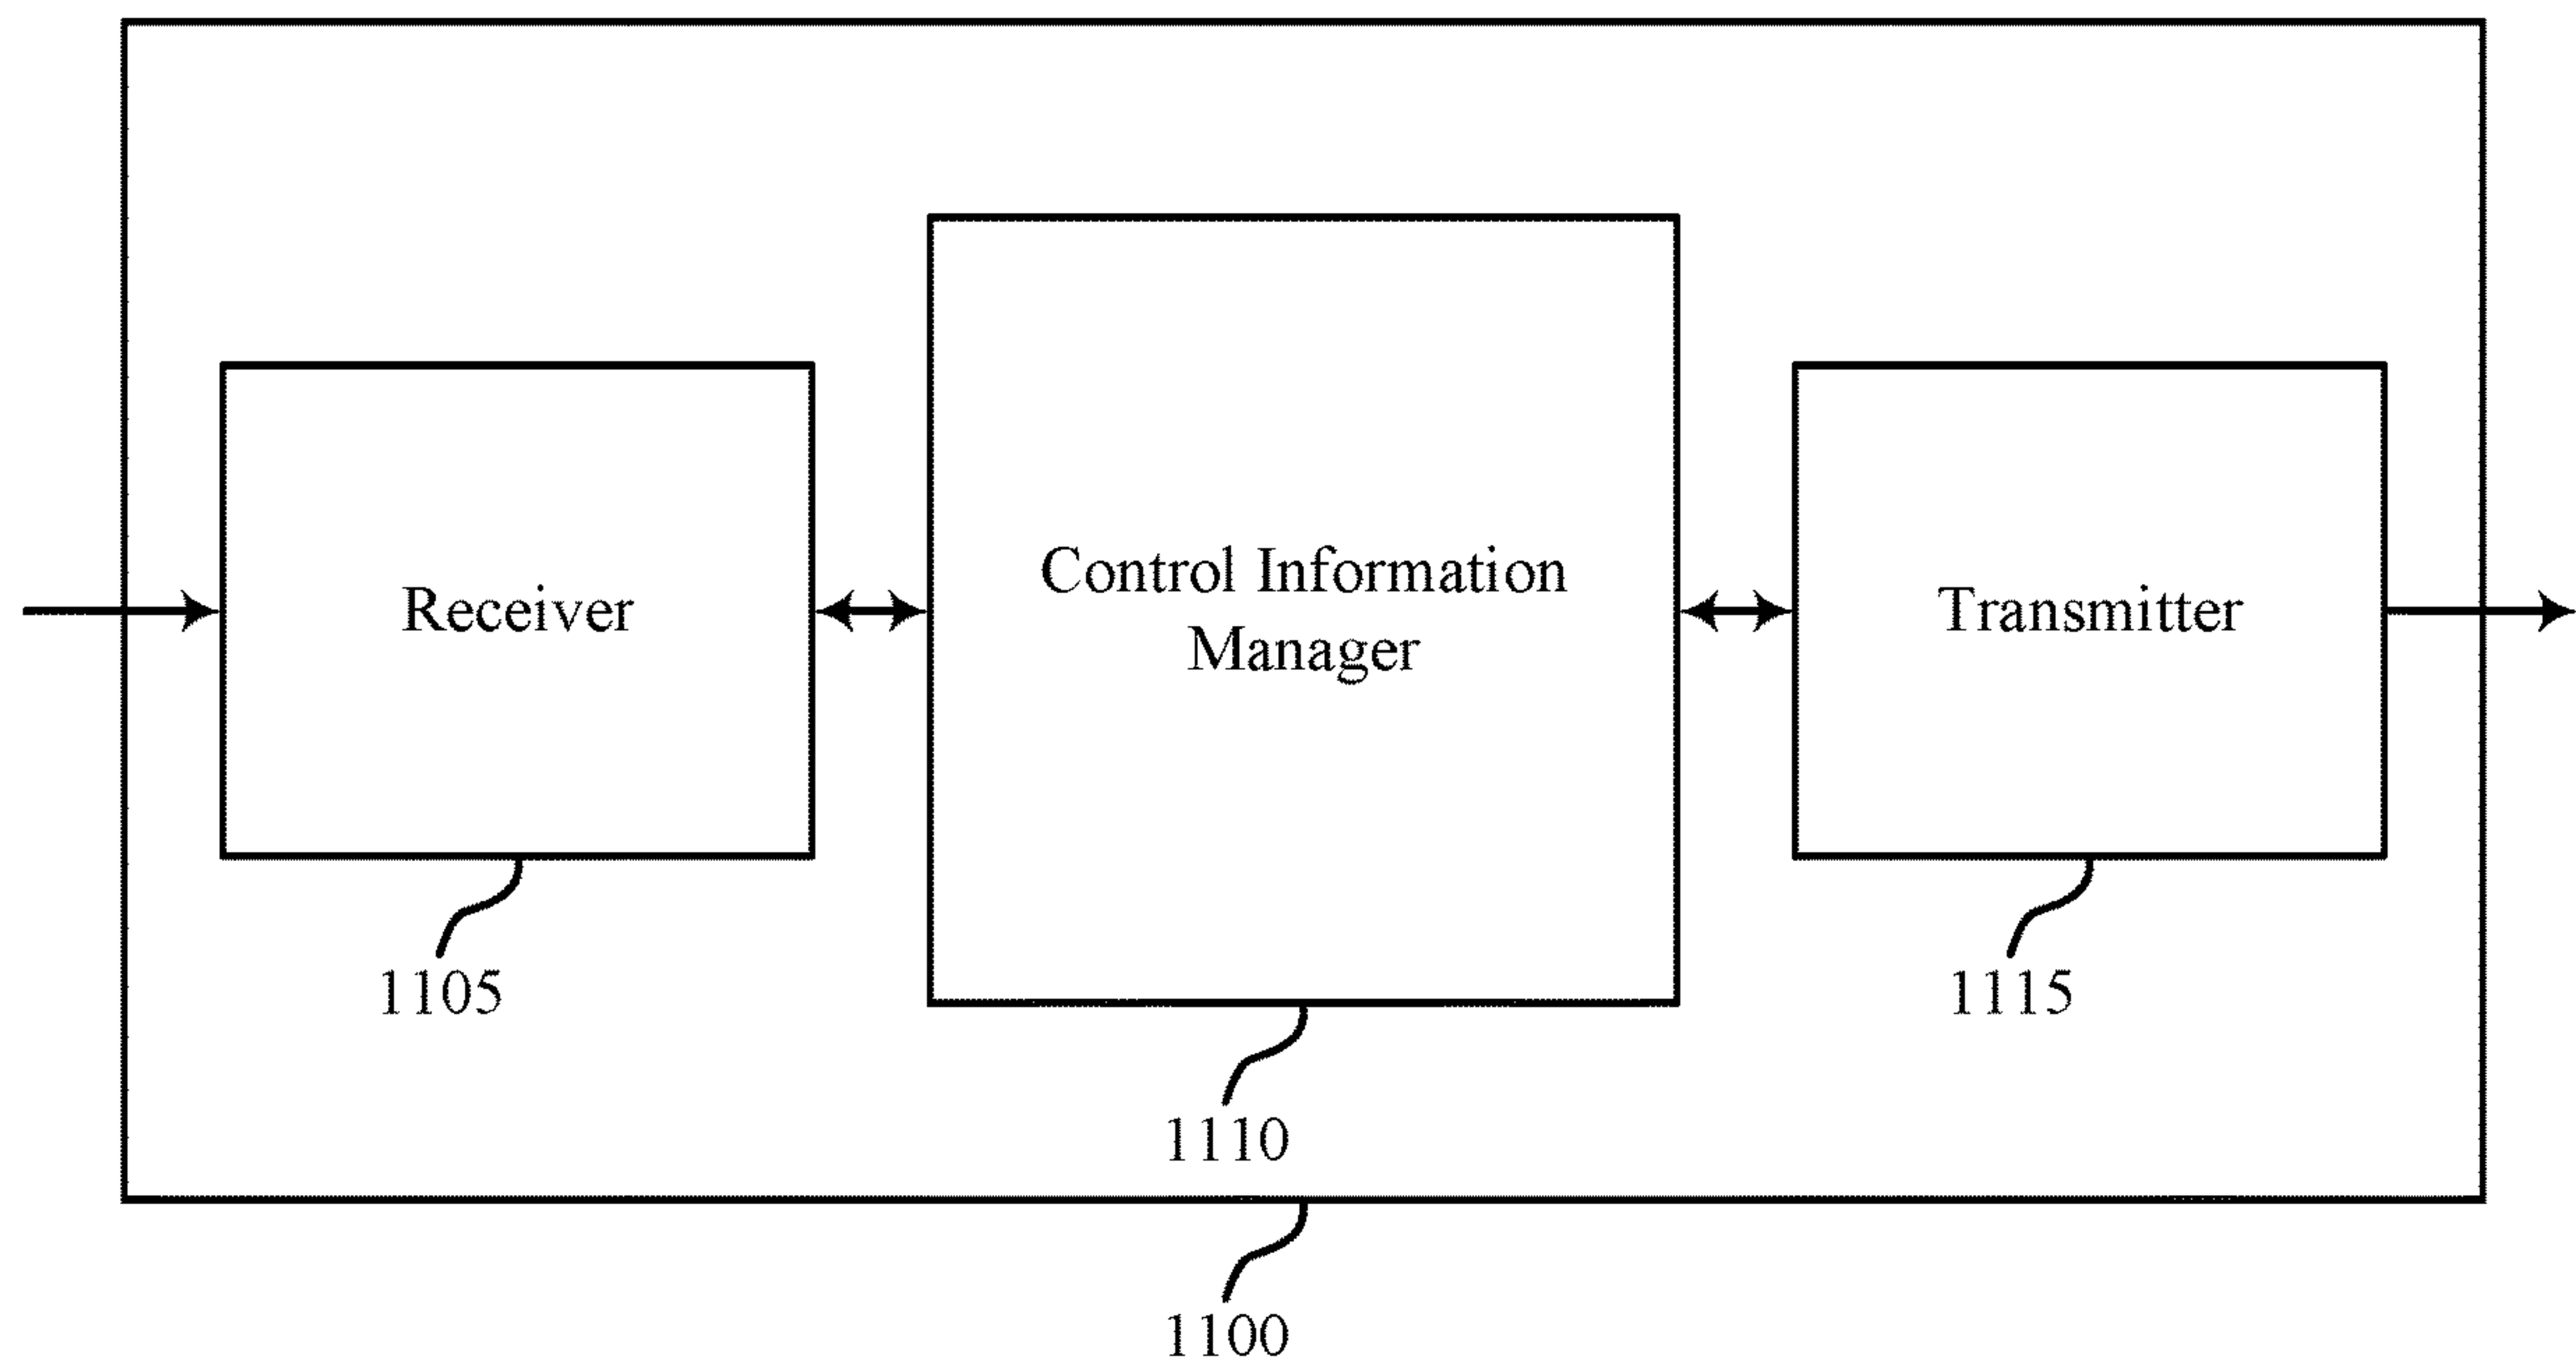 Receiver
Control Information
Manager
Transmitter
1105
1115
1110
1100